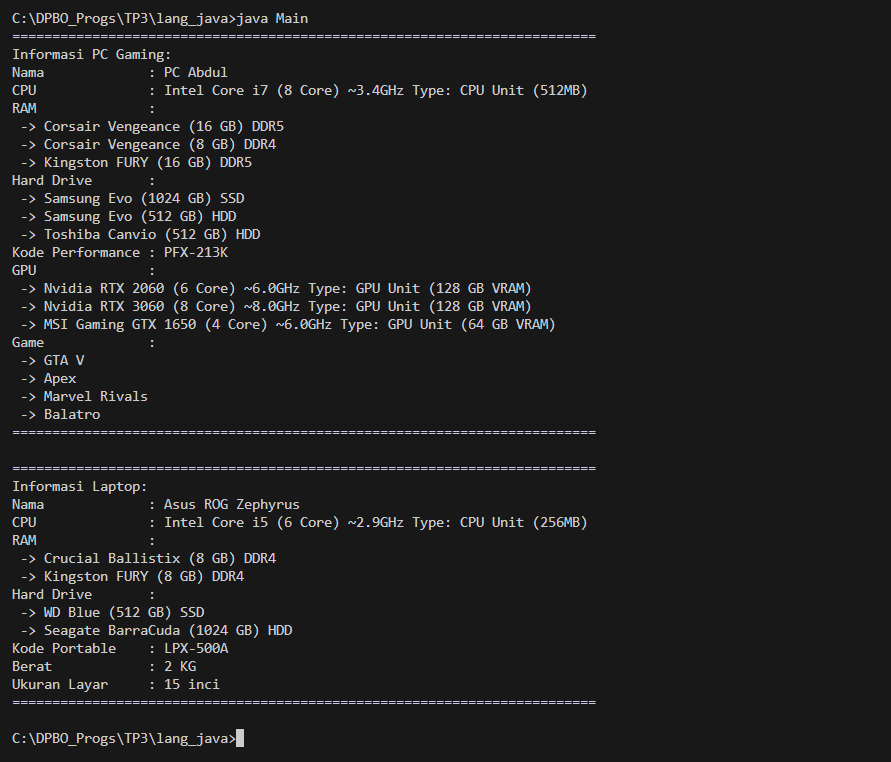 C:\DPBO_Progs\TP3\lang_java>java Main
=========================================================================
Informasi PC Gaming:
Nama             : PC Abdul
CPU              : Intel Core i7 (8 Core) ~3.4GHz Type: CPU Unit (512MB)
RAM              :
 -> Corsair Vengeance (16 GB) DDR5
 -> Corsair Vengeance (8 GB) DDR4
 -> Kingston FURY (16 GB) DDR5
Hard Drive       :
 -> Samsung Evo (1024 GB) SSD
 -> Samsung Evo (512 GB) HDD
 -> Toshiba Canvio (512 GB) HDD
Kode Performance : PFX-213K
GPU              :
 -> Nvidia RTX 2060 (6 Core) ~6.0GHz Type: GPU Unit (128 GB VRAM)
 -> Nvidia RTX 3060 (8 Core) ~8.0GHz Type: GPU Unit (128 GB VRAM)
 -> MSI Gaming GTX 1650 (4 Core) ~6.0GHz Type: GPU Unit (64 GB VRAM)
Game             :
 -> GTA V
 -> Apex
 -> Marvel Rivals
 -> Balatro
=========================================================================
=========================================================================
Informasi Laptop:
Nama             : Asus ROG Zephyrus
CPU              : Intel Core i5 (6 Core) ~2.9GHz Type: CPU Unit (256MB)
RAM              :
 -> Crucial Ballistix (8 GB) DDR4
 -> Kingston FURY (8 GB) DDR4
Hard Drive       :
 -> WD Blue (512 GB) SSD
 -> Seagate BarraCuda (1024 GB) HDD
Kode Portable    : LPX-500A
Berat            : 2 KG
Ukuran Layar     : 15 inci
=========================================================================
C:\DPBO_Progs\TP3\lang_java>